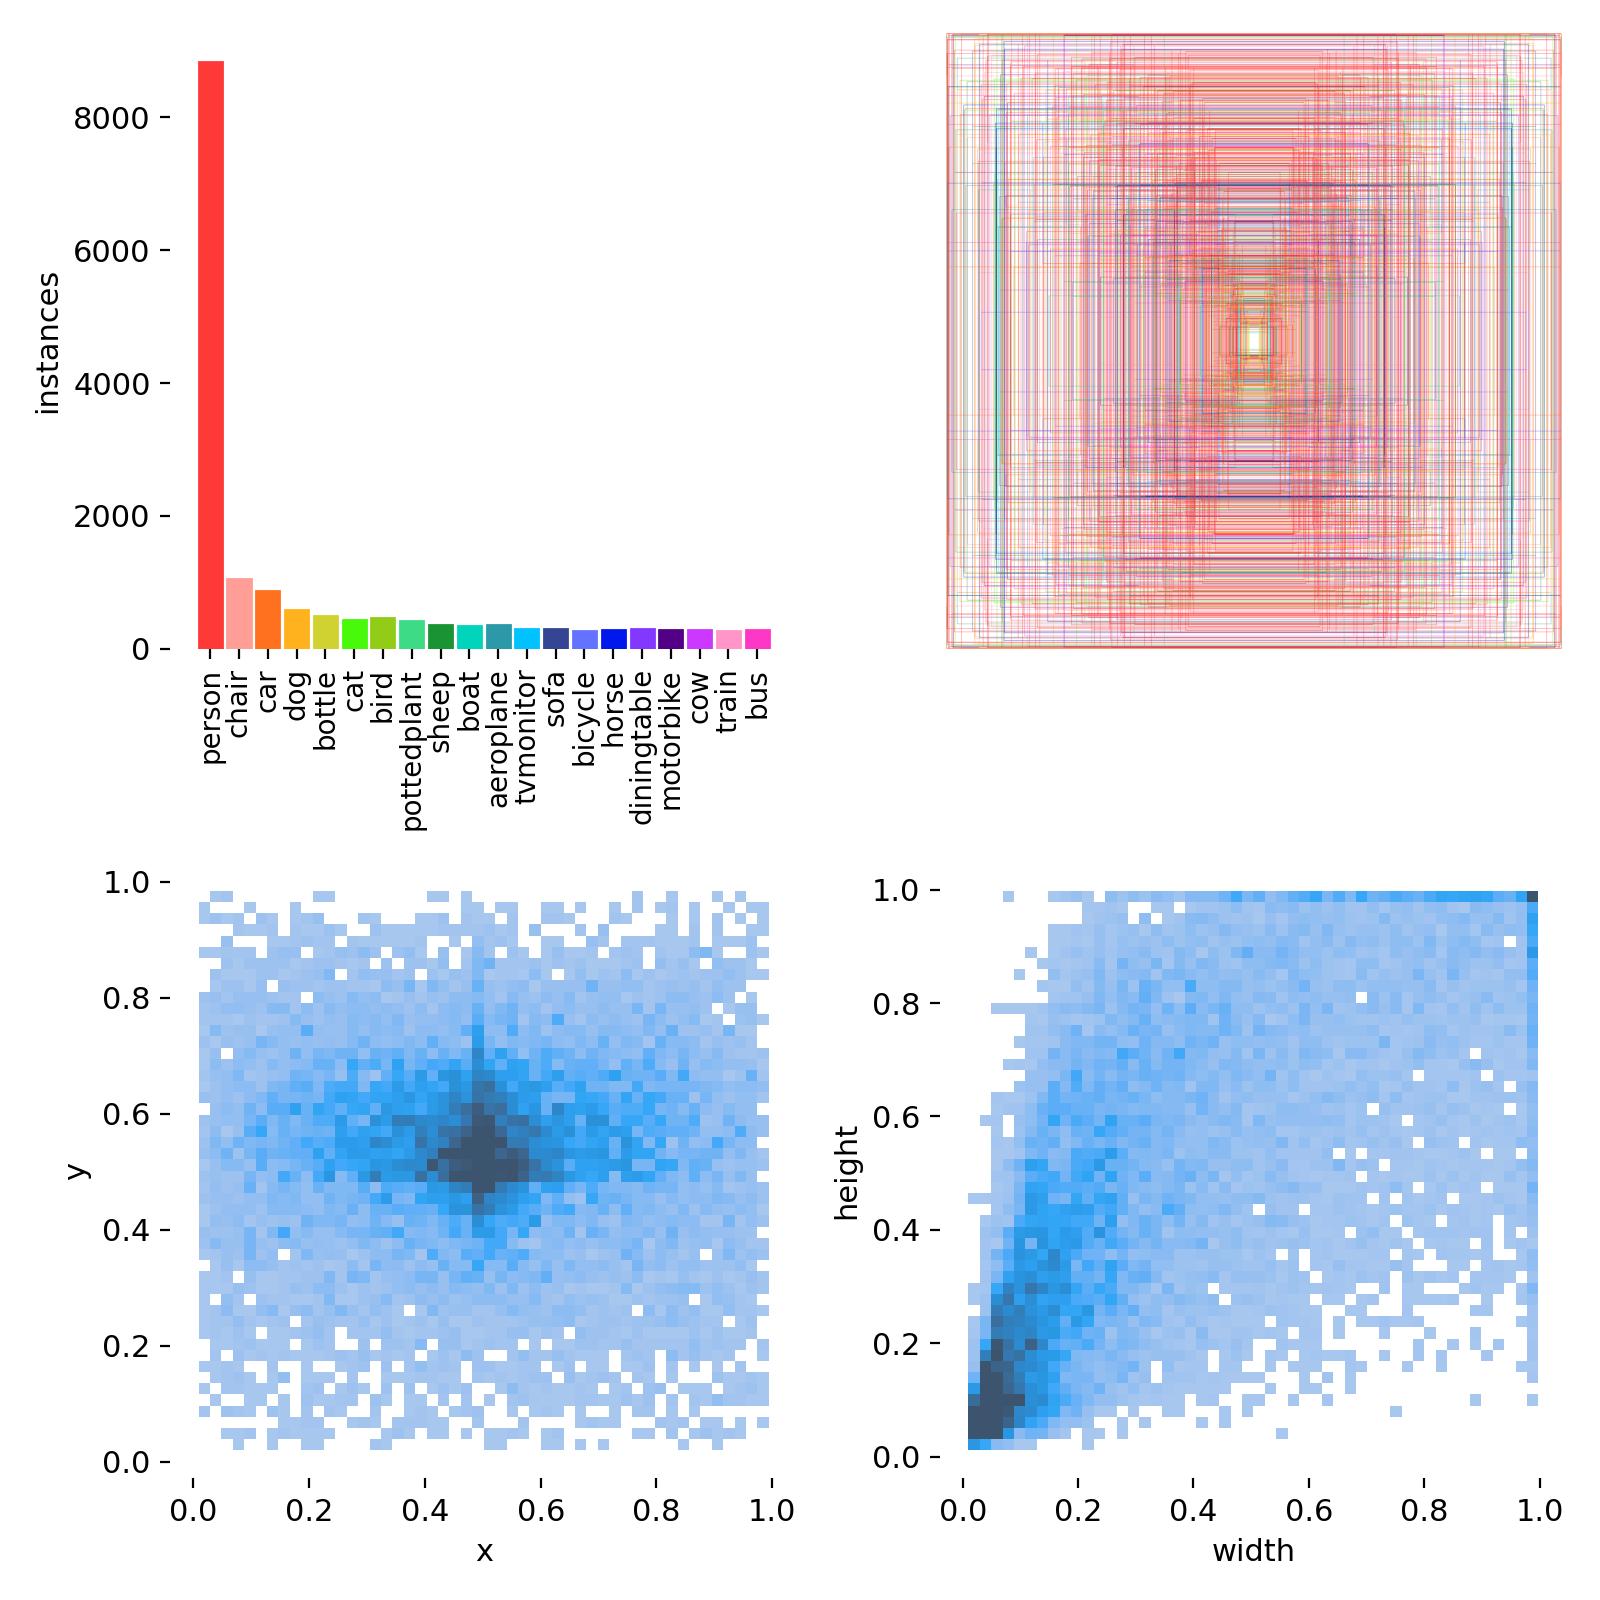 instances
8000
6000
4000
2000
0
person
chair
car
dog
bottle
cat
bird
pottedplant
sheep
boat
aeroplane
tvmonitor
sofa
bicycle
horse
diningtable
motorbike
cow
train
bus
y
1.0
0.8
0.6
0.4
0.2
0.0
0.0 0.2 0.4 0.6 0.8 1.0
x
height
1.0
0.8
0.6
0.4
0.2
0.0
0.0 0.2 0.4 0.6 0.8 1.0
width